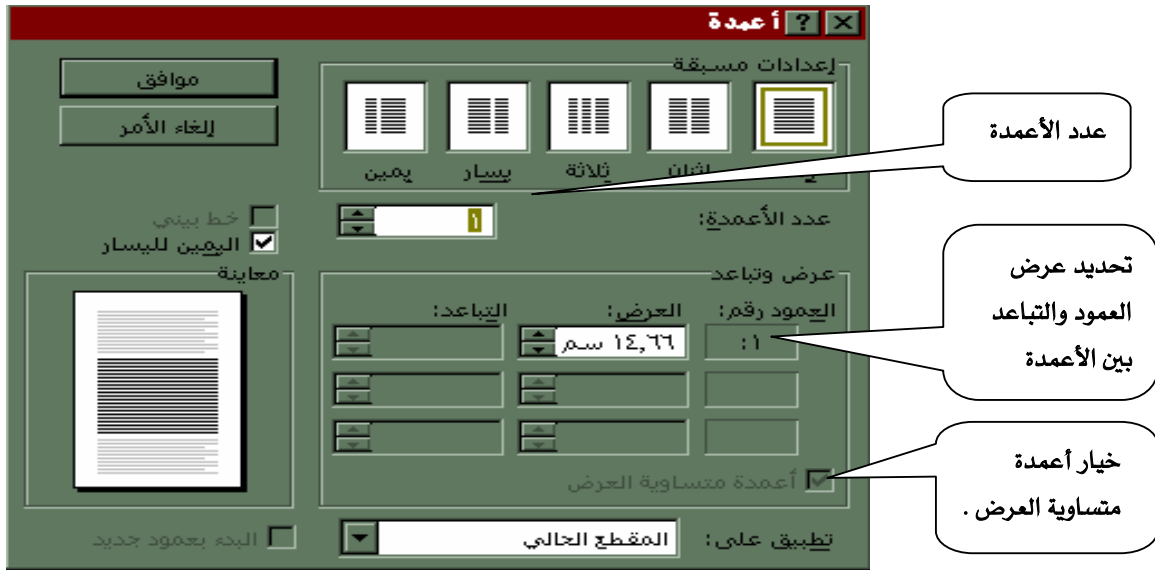 أعمدة
إعدادات مسبقة
اثنان ثلاثة يسار يمين
موافق
إلغاء الأمر
عدد الأعمدة:
١
خط بيني
اليمين لليسار
عرض وتباعد
العمود رقم: العرض: التباعد:
١: ١٤,٦٦ سم
أعمدة متساوية العرض
معاينة
تطبيق على: المقطع الحالي
البدء بعمود جديد
عدد الأعمدة
تحديد عرض
العمود والتباعد
بين الأعمدة
خيار أعمدة
متساوية العرض .